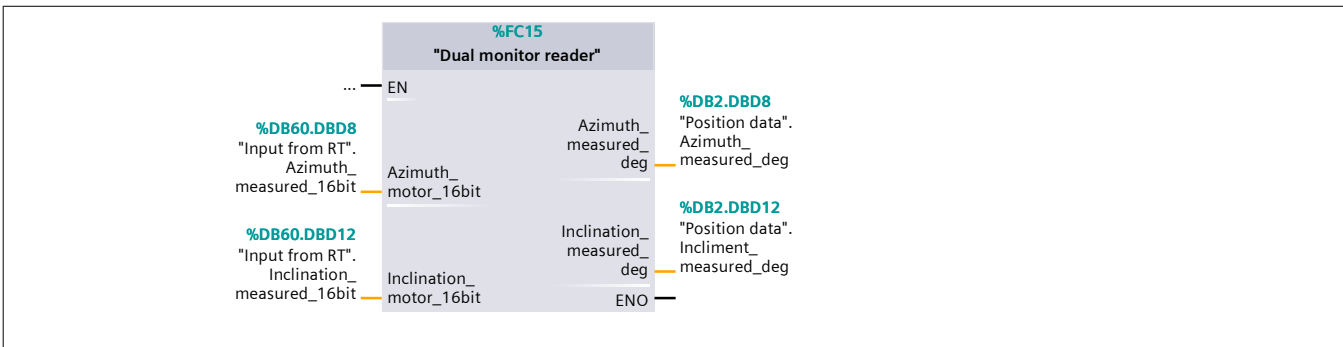 %FC15
"Dual monitor reader"
... EN
%DB60.DBD8
"Input from RT".
Azimuth_
measured_16bit
Azimuth_
motor_16bit
%DB60.DBD12
"Input from RT".
Inclination_
measured_16bit
Inclination_
motor_16bit
Azimuth_
measured_
deg
%DB2.DBD8
"Position data".
Azimuth_
measured_deg
Inclination_
measured_
deg
%DB2.DBD12
"Position data".
Incliment_
measured_deg
ENO